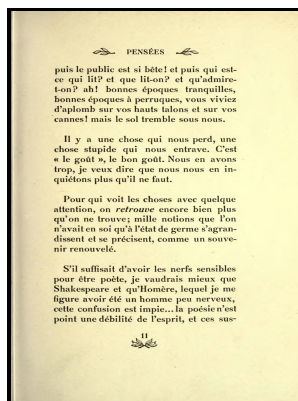 PENSÉES
puis le public est si bête! et puis qui est-
ce qui lit? et que lit-on? et qu'admire-
t-on? ah! bonnes époques tranquilles,
bonnes époques à perruques, vous viviez
d'aplomb sur vos hauts talons et sur vos
cannes! mais le sol tremble sous nous.
Il y a une chose qui nous perd, une
chose stupide qui nous entrave. C'est
« le goût », le bon goût. Nous en avons
trop, je veux dire que nous nous en in-
quiétons plus qu'il ne faut.
Pour qui voit les choses avec quelque
attention, on retrouve encore bien plus
qu'on ne trouve; mille notions que l'on
n'avait en soi qu'à l'état de germe s'agran-
dissent et se précisent, comme un souve-
nir renouvelé.
S'il suffisait d'avoir les nerfs sensibles
pour être poète, je vaudrais mieux que
Shakespeare et qu'Homère, lequel je me
figure avoir été un homme peu nerveux,
cette confusion est impie... la poésie n'est
point une débilité de l'esprit, et ces sus-
11